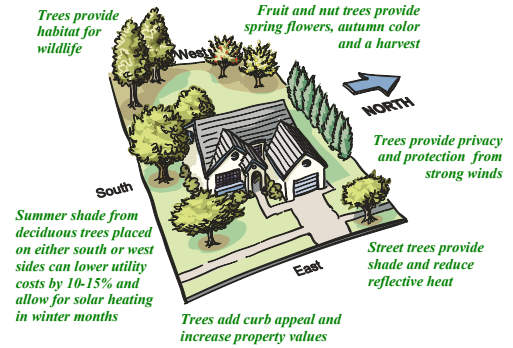 Trees provide
habitat for
wildlife
Fruit and nut trees provide
spring flowers, autumn color
and a harvest
West
NORTH
Trees provide privacy
and protection from
strong winds
South
Summer shade from
deciduous trees placed
on either south or west
sides can lower utility
costs by 10-15% and
allow for solar heating
in winter months
Street trees provide
shade and reduce
reflective heat
East
Trees add curb appeal and
increase property values